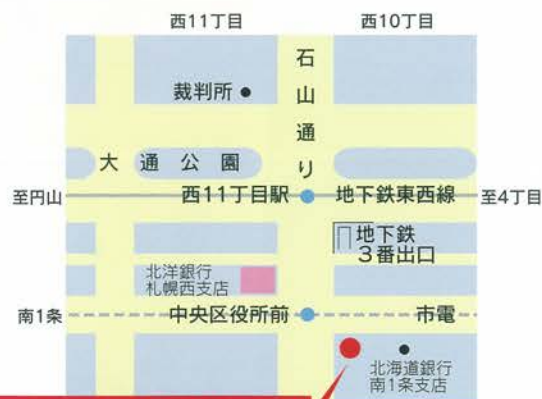 西11丁目
西10丁目
石山通り
裁判所
大通公園
至円山
西11丁目駅
地下鉄東西線
至4丁目
地下鉄
3番出口
北洋銀行
札幌西支店
南1条
中央区役所前
市電
北海道銀行
南1条支店